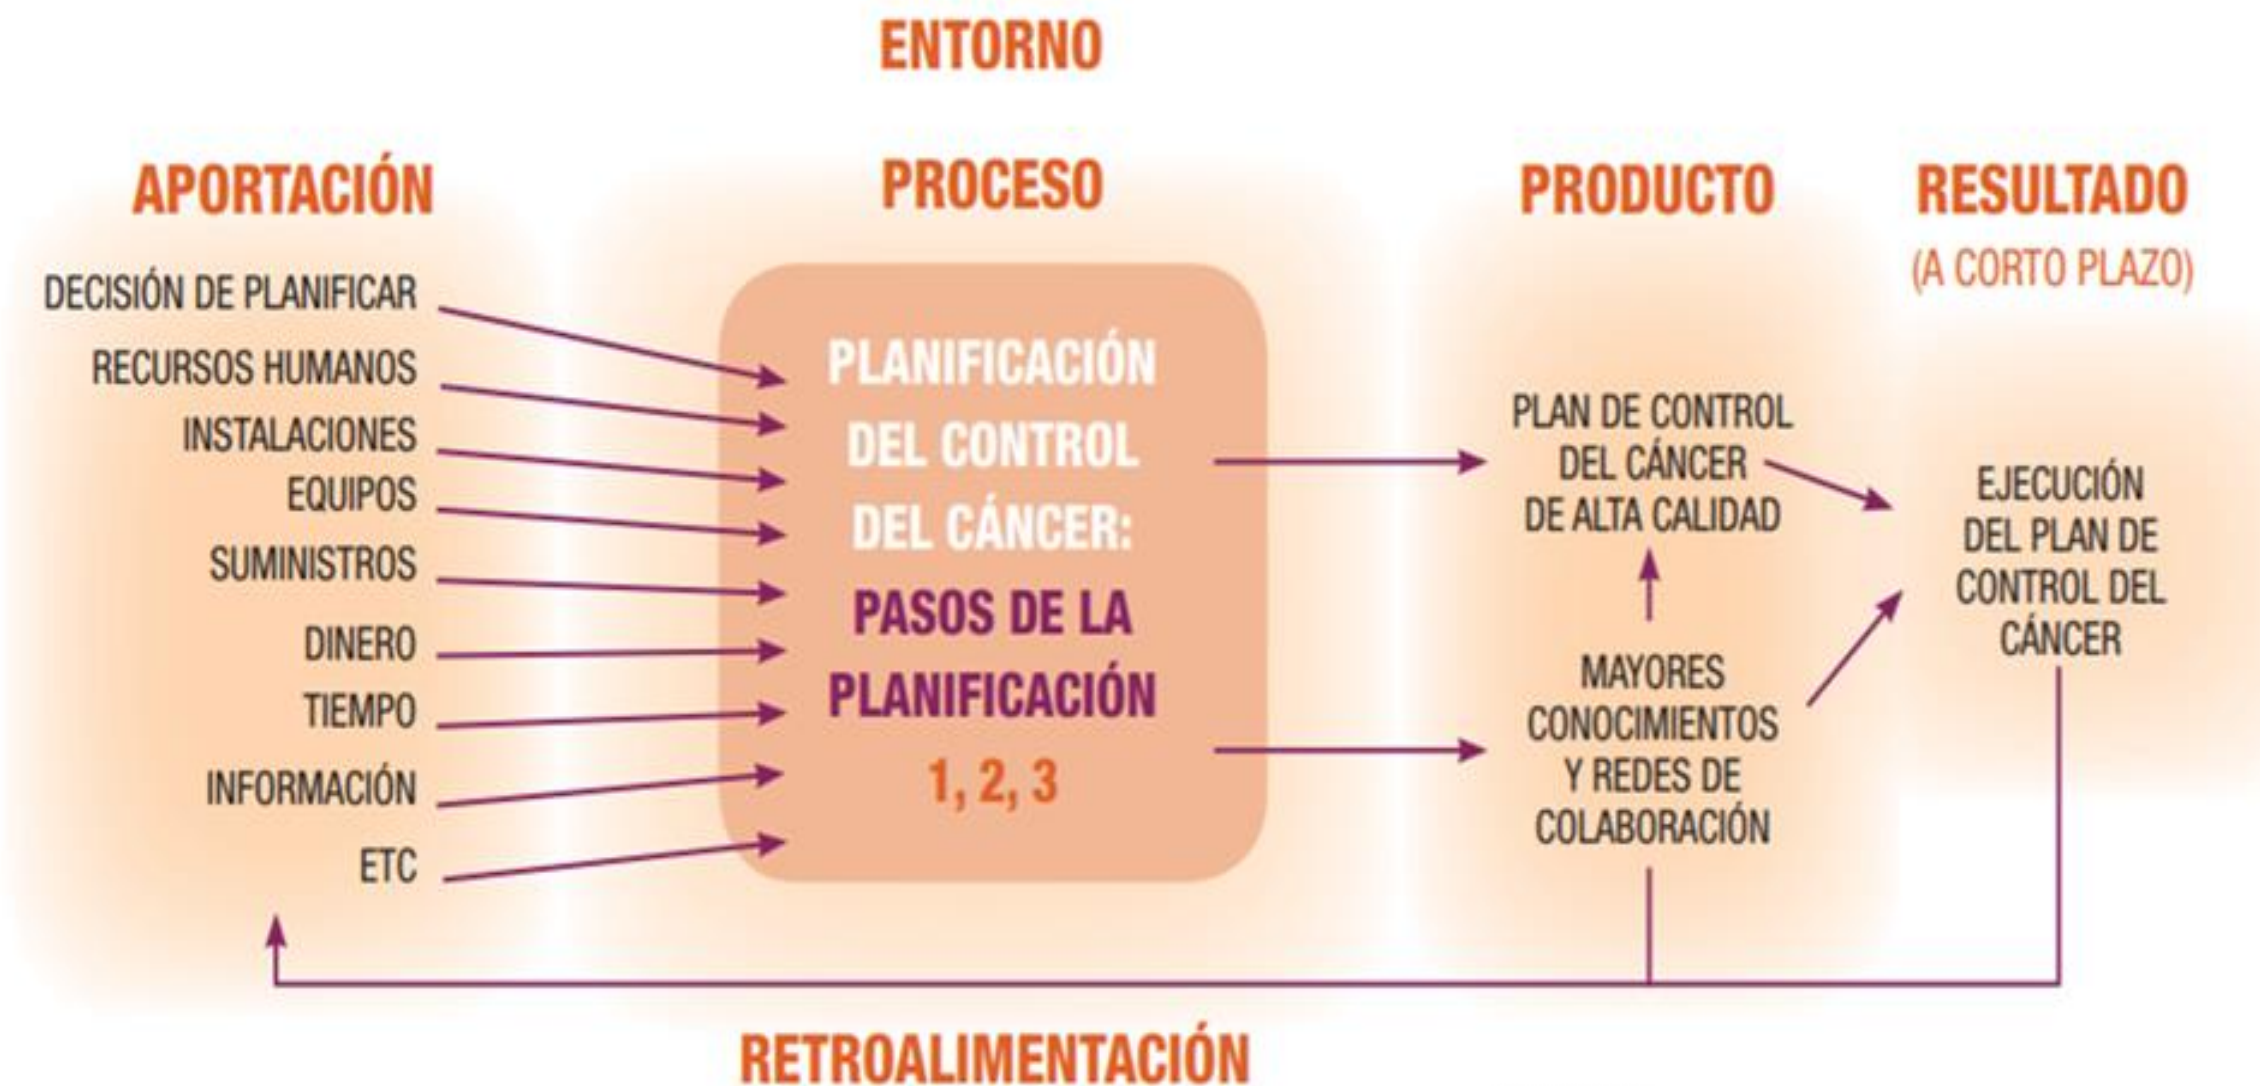 ENTORNO
APORTACIÓN
DECISIÓN DE PLANIFICAR
RECURSOS HUMANOS
INSTALACIONES
EQUIPOS
SUMINISTROS
DINERO
TIEMPO
INFORMACIÓN
ETC
PROCESO
PLANIFICACIÓN
DEL CONTROL
DEL CÁNCER:
PASOS DE LA
PLANIFICACIÓN
1, 2, 3
PRODUCTO
PLAN DE CONTROL
DEL CÁNCER
DE ALTA CALIDAD
MAYORES
CONOCIMIENTOS
Y REDES DE
COLABORACIÓN
RESULTADO
(A CORTO PLAZO)
EJECUCIÓN
DEL PLAN DE
CONTROL DEL
CÁNCER
RETROALIMENTACIÓN